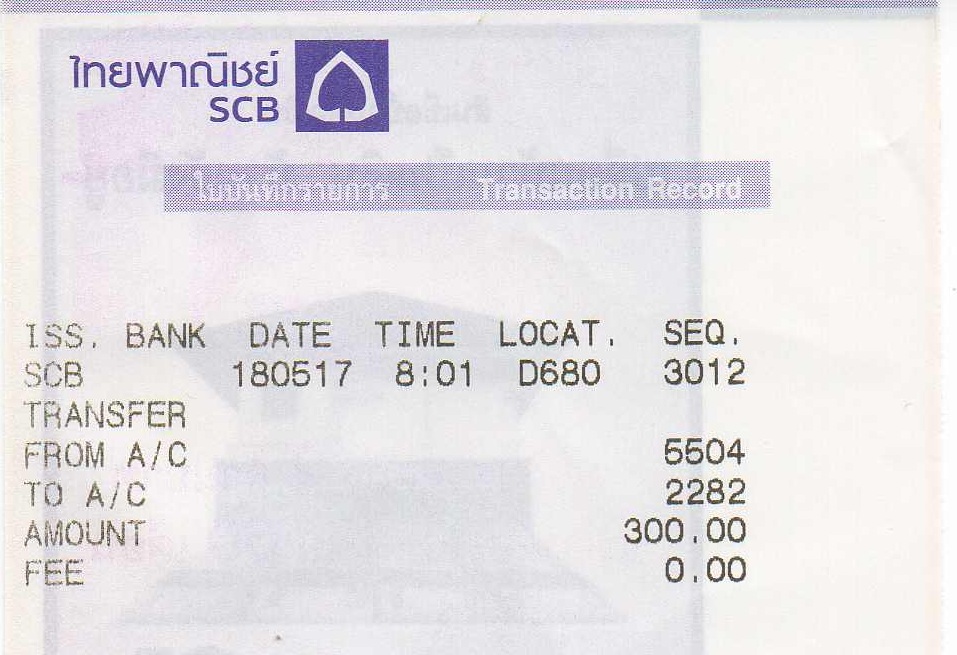 ไทยพาณิชย์
SCB
ใบบันทึกรายการ Transaction Record
ISS. BANK DATE TIME LOCAT. SEQ.
SCB 180517 8:01 D680 3012
TRANSFER
FROM A/C 5504
TO A/C 2282
AMOUNT 300.00
FEE 0.00